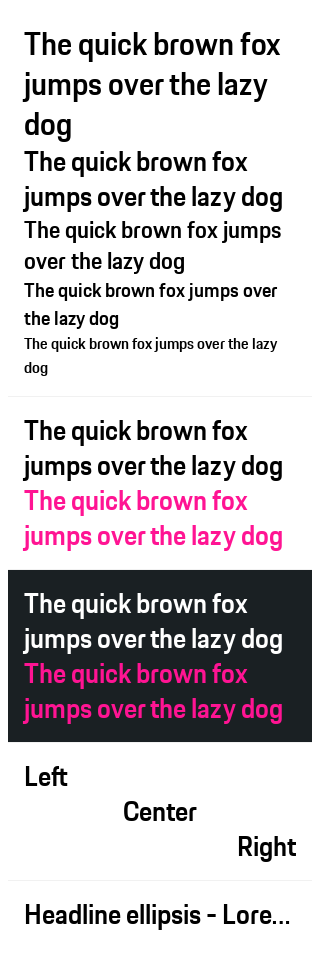 The quick brown fox
jumps over the lazy
dog
The quick brown fox
jumps over the lazy dog
The quick brown fox jumps
over the lazy dog
The quick brown fox jumps over
the lazy dog
The quick brown fox jumps over the lazy
dog
The quick brown fox
jumps over the lazy dog
The quick brown fox
jumps over the lazy dog
The quick brown fox
jumps over the lazy dog
The quick brown fox
jumps over the lazy dog
Left
Center
Right
Headline ellipsis - Lore...